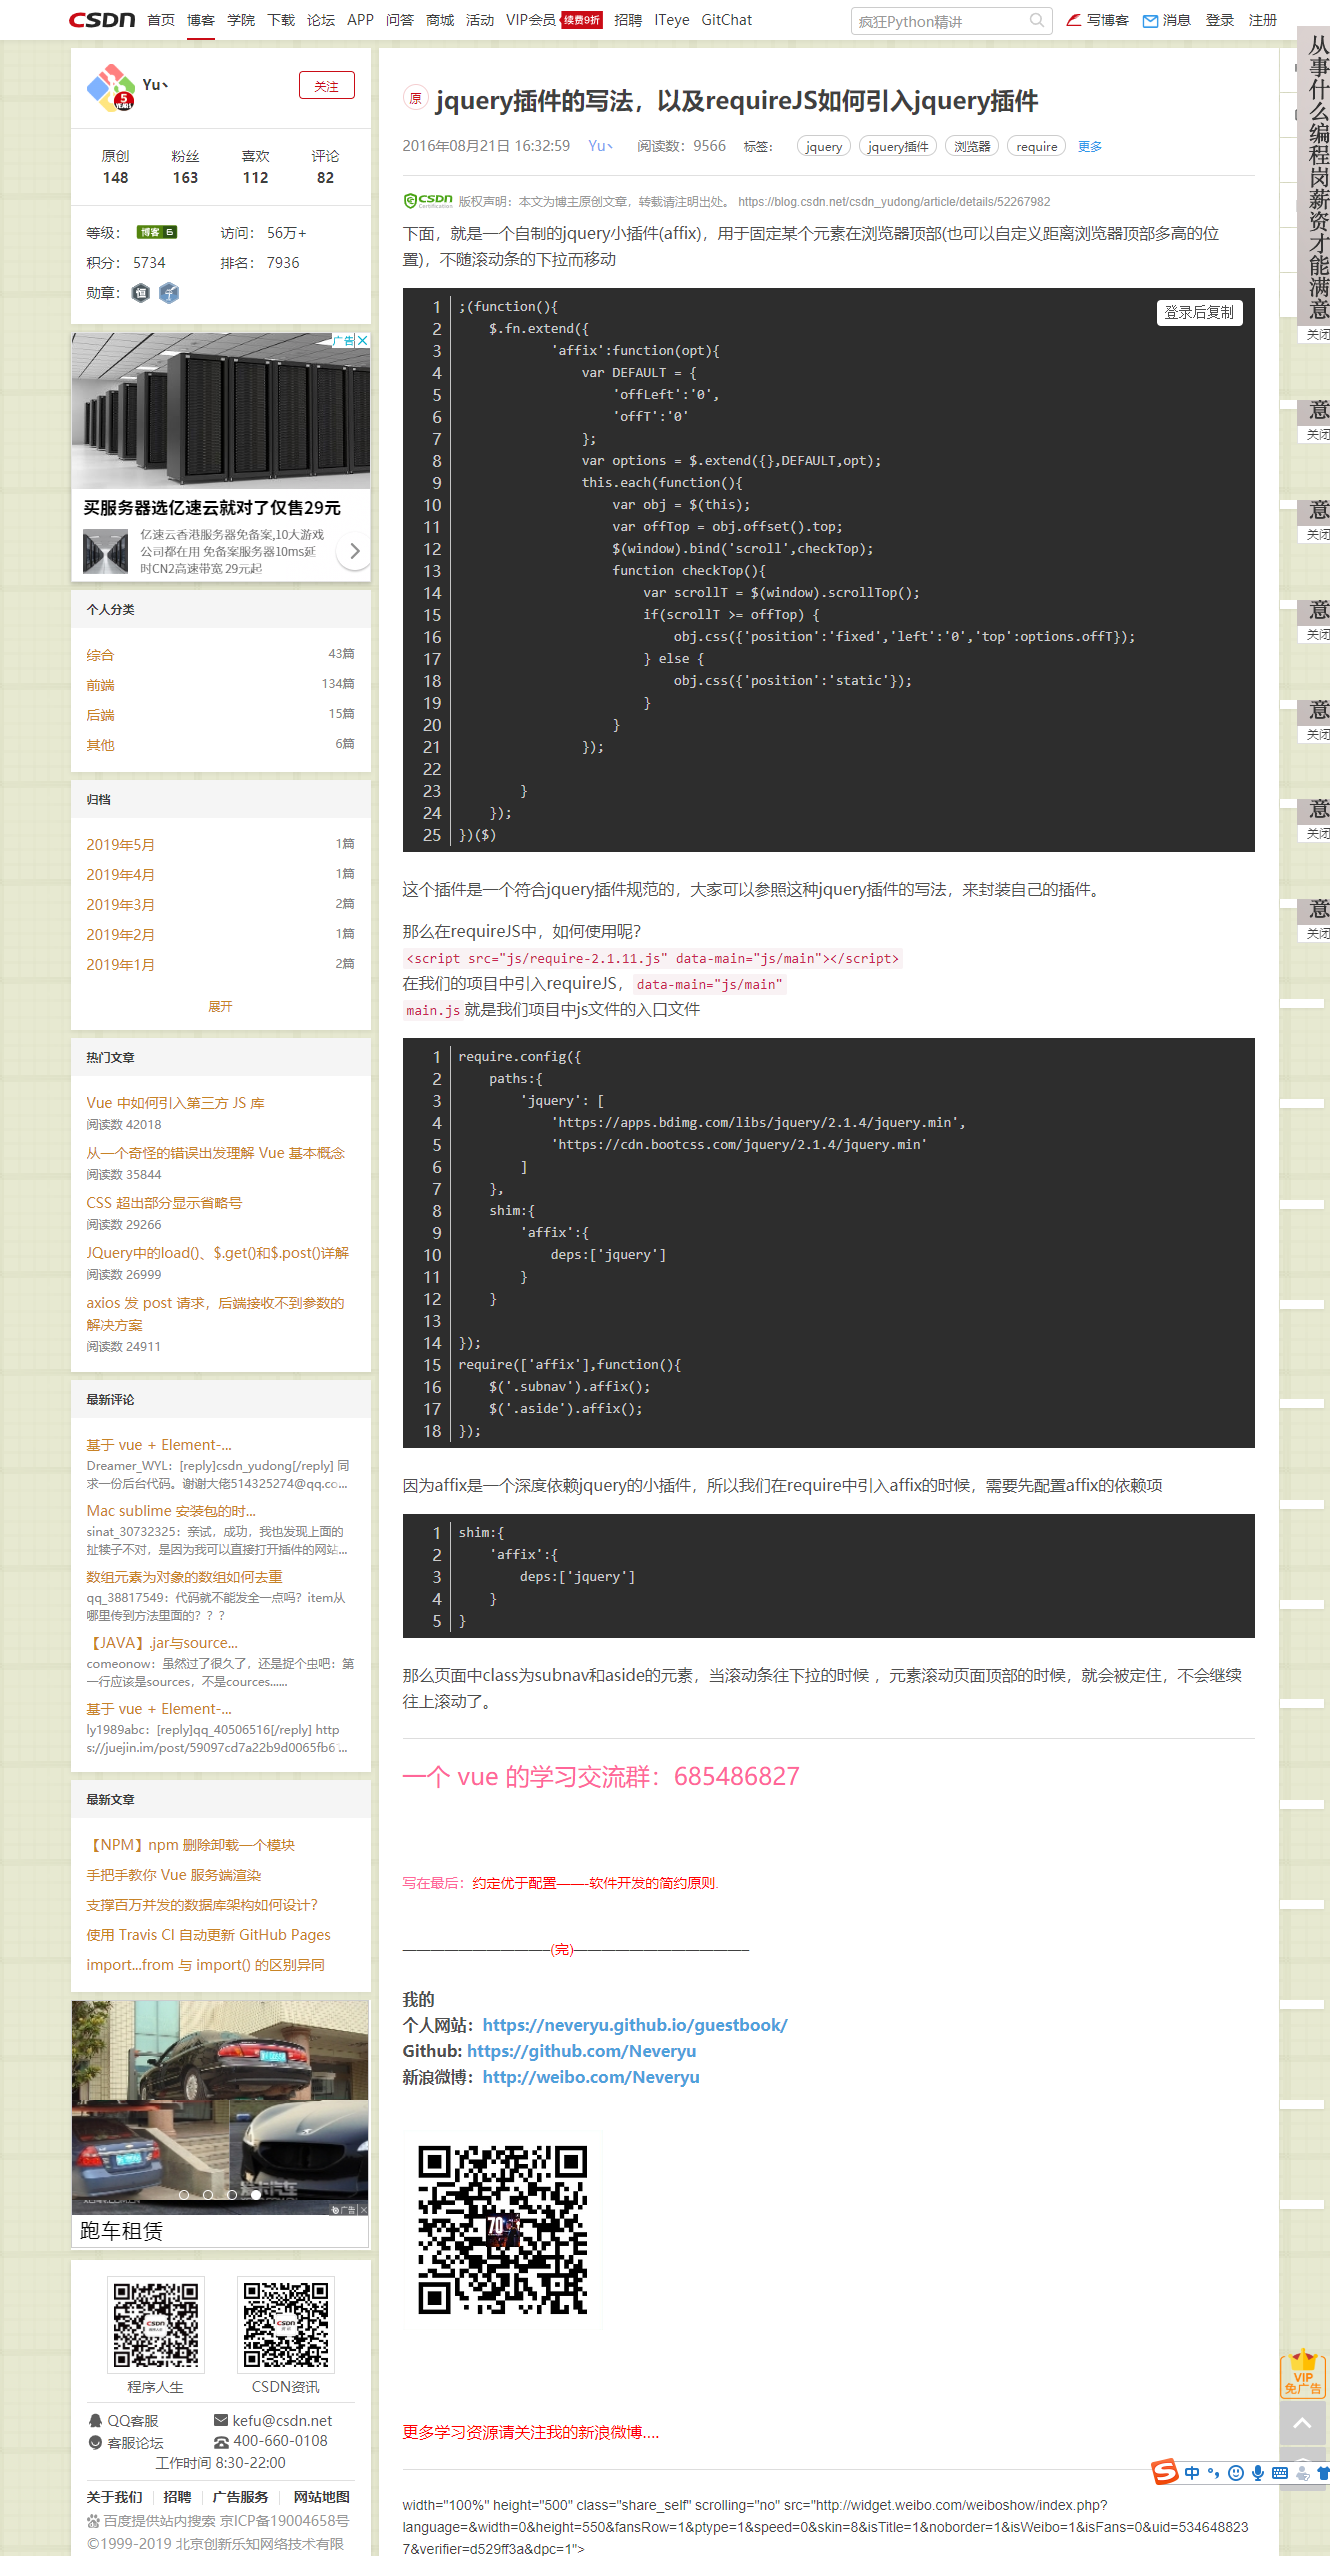 CSDN 首页 博客 学院 下载 论坛 APP 问答 商城 活动 VIP会员 续费9折 招聘 ITeye GitChat 疯狂Python精讲 写博客 消息 登录 注册
Yu丶 关注
原创 粉丝 喜欢 评论
148 163 112 82
等级： 博客 6 访问： 56万+
积分： 5734 排名： 7936
勋章： 恒
广告
买服务器选亿速云就对了仅售29元
亿速云香港服务器免备案,10大游戏
公司都在用 免备案服务器10ms延
时CN2高速带宽 29元起
个人分类
综合 43篇
前端 134篇
后端 15篇
其他 6篇
归档
2019年5月 1篇
2019年4月 1篇
2019年3月 2篇
2019年2月 1篇
2019年1月 2篇
展开
热门文章
Vue 中如何引入第三方 JS 库
阅读数 42018
从一个奇怪的错误出发理解 Vue 基本概念
阅读数 35844
CSS 超出部分显示省略号
阅读数 29266
JQuery中的load()、$.get()和$.post()详解
阅读数 26999
axios 发 post 请求，后端接收不到参数的
解决方案
阅读数 24911
最新评论
基于 vue + Element-...
Dreamer_WYL：[reply]csdn_yudong[/reply] 同
求一份后台代码。谢谢大佬514325274@qq.co...
Mac sublime 安装包的时...
sinat_30732325：亲试，成功，我也发现上面的
扯犊子不对，是因为我可以直接打开插件的网站...
数组元素为对象的数组如何去重
qq_38817549：代码就不能发全一点吗？item从
哪里传到方法里面的？？？
【JAVA】.jar与source...
comeonow：虽然过了很久了，还是捉个虫吧：第
一行应该是sources，不是cources......
基于 vue + Element-...
ly1989abc：[reply]qq_40506516[/reply] http
s://juejin.im/post/59097cd7a22b9d0065fb61...
最新文章
【NPM】npm 删除卸载一个模块
手把手教你 Vue 服务端渲染
支撑百万并发的数据库架构如何设计？
使用 Travis CI 自动更新 GitHub Pages
import...from 与 import() 的区别异同
广告
跑车租赁
程序人生 CSDN资讯
QQ客服 kefu@csdn.net
客服论坛 400-660-0108
工作时间 8:30-22:00
关于我们 招聘 广告服务 网站地图
百度提供站内搜索 京ICP备19004658号
©1999-2019 北京创新乐知网络技术有限
原 jquery插件的写法，以及requireJS如何引入jquery插件
2016年08月21日 16:32:59 Yu丶 阅读数：9566 标签： jquery jquery插件 浏览器 require 更多
CSDN Certification 版权声明：本文为博主原创文章，转载请注明出处。 https://blog.csdn.net/csdn_yudong/article/details/52267982
下面，就是一个自制的jquery小插件(affix)，用于固定某个元素在浏览器顶部(也可以自定义距离浏览器顶部多高的位
置)，不随滚动条的下拉而移动
登录后复制
1 ;(function(){
2 $.fn.extend({
3 'affix':function(opt){
4 var DEFAULT = {
5 'offLeft':'0',
6 'offT':'0'
7 };
8 var options = $.extend({},DEFAULT,opt);
9 this.each(function(){
10 var obj = $(this);
11 var offTop = obj.offset().top;
12 $(window).bind('scroll',checkTop);
13 function checkTop(){
14 var scrollT = $(window).scrollTop();
15 if(scrollT >= offTop) {
16 obj.css({'position':'fixed','left':'0','top':options.offT});
17 } else {
18 obj.css({'position':'static'});
19 }
20 }
21 });
22
23 }
24 });
25 })($)
这个插件是一个符合jquery插件规范的，大家可以参照这种jquery插件的写法，来封装自己的插件。
那么在requireJS中，如何使用呢？
<script src="js/require-2.1.11.js" data-main="js/main"></script>
在我们的项目中引入requireJS，data-main="js/main"
main.js 就是我们项目中js文件的入口文件
1 require.config({
2 paths:{
3 'jquery': [
4 'https://apps.bdimg.com/libs/jquery/2.1.4/jquery.min',
5 'https://cdn.bootcss.com/jquery/2.1.4/jquery.min'
6 ]
7 },
8 shim:{
9 'affix':{
10 deps:['jquery']
11 }
12 }
13
14 });
15 require(['affix'],function(){
16 $('.subnav').affix();
17 $('.aside').affix();
18 });
因为affix是一个深度依赖jquery的小插件，所以我们在require中引入affix的时候，需要先配置affix的依赖项
1 shim:{
2 'affix':{
3 deps:['jquery']
4 }
5 }
那么页面中class为subnav和aside的元素，当滚动条往下拉的时候 ，元素滚动页面顶部的时候，就会被定住，不会继续
往上滚动了。
一个 vue 的学习交流群：685486827
写在最后：约定优于配置——-软件开发的简约原则.
——————————–(完)————————————–
我的
个人网站：https://neveryu.github.io/guestbook/
Github: https://github.com/Neveryu
新浪微博：http://weibo.com/Neveryu
更多学习资源请关注我的新浪微博....
width="100%" height="500" class="share_self" scrolling="no" src="http://widget.weibo.com/weiboshow/index.php?
language=&width=0&height=550&fansRow=1&ptype=1&speed=0&skin=8&isTitle=1&noborder=1&isWeibo=1&isFans=0&uid=534648823
7&verifier=d529ff3a&dpc=1">
从事什么编程岗薪资才能满意
关闭
意
关闭
意
关闭
意
关闭
意
关闭
意
关闭
意
关闭
VIP
免广告
S 中